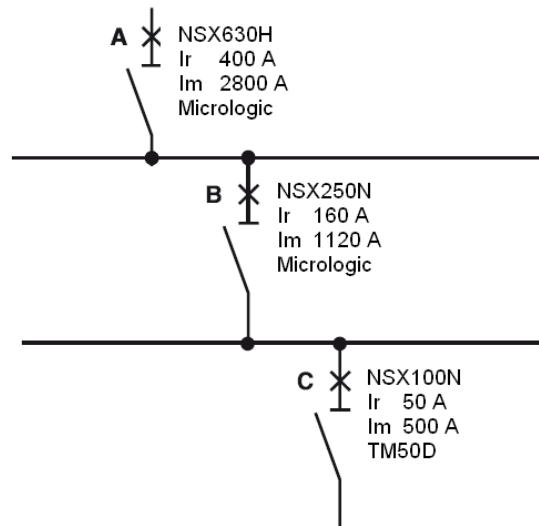 A
NSX630H
Ir 400 A
Im 2800 A
Micrologic
B
NSX250N
Ir 160 A
Im 1120 A
Micrologic
C
NSX100N
Ir 50 A
Im 500 A
TM50D